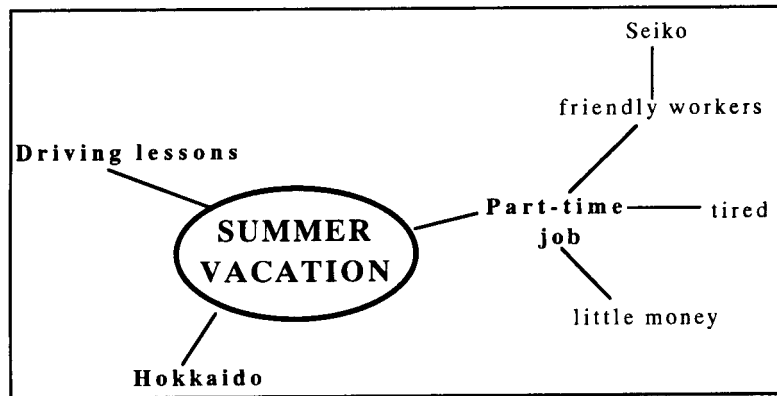 Seiko
friendly workers
Driving lessons
SUMMER
VACATION
Part-time
job
tired
little money
Hokkaido